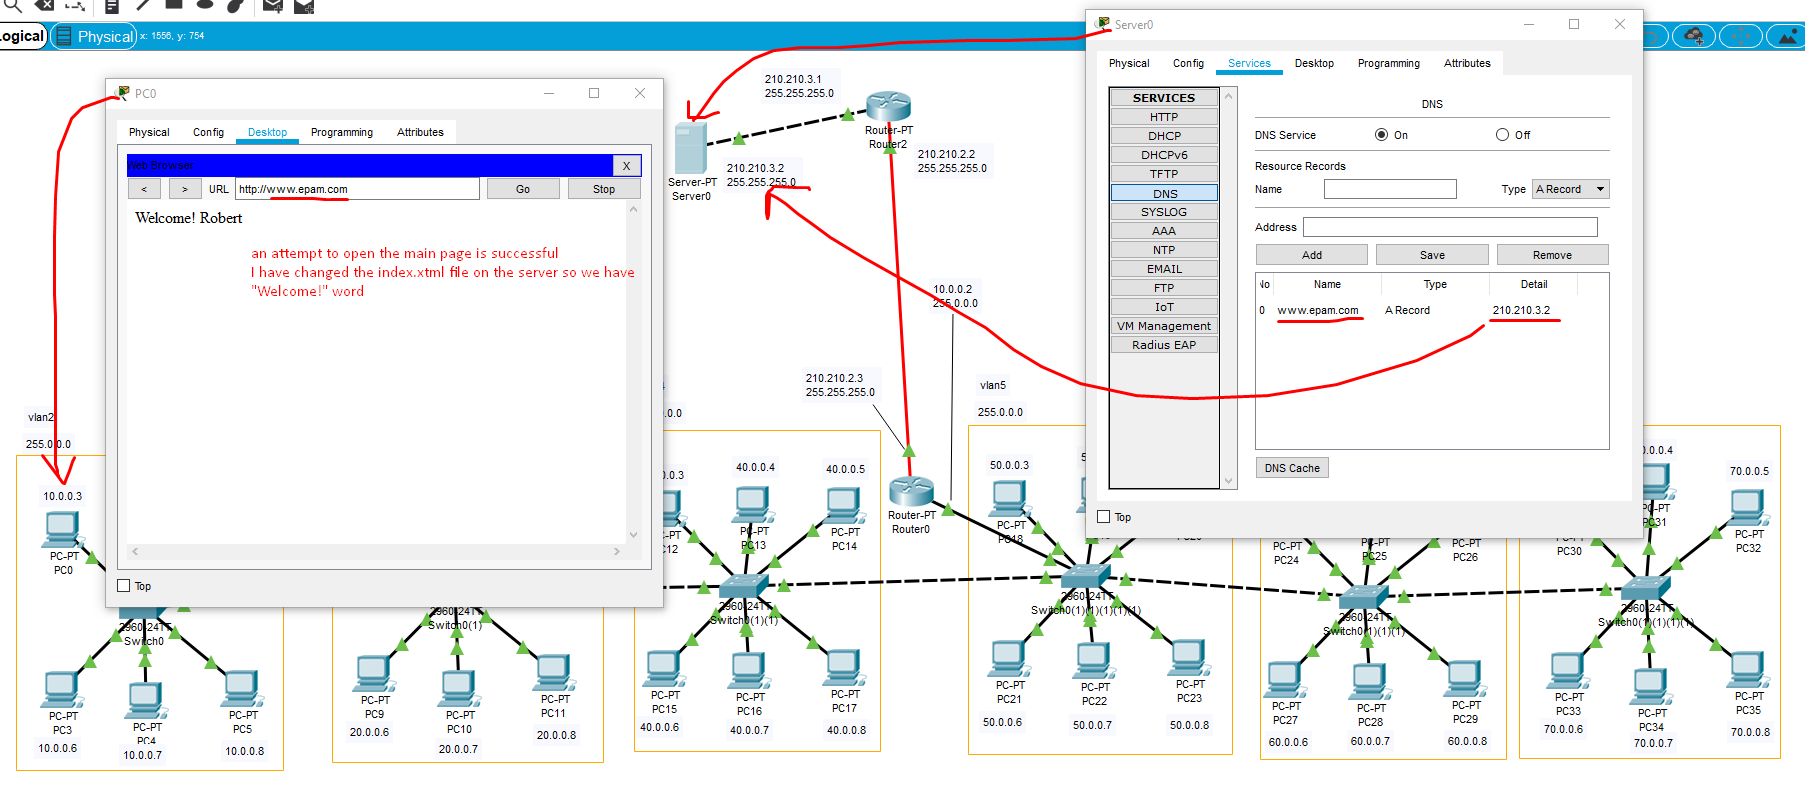 ogical
Physical
x: 1556, y: 754
PC0
Physical
Config
Desktop
Programming
Attributes
Web Browser
X
<
>
URL
http://www.epam.com
Go
Stop
Welcome! Robert
an attempt to open the main page is successful
I have changed the index.xtml file on the server so we have
"Welcome!" word
Top
210.210.3.1
255.255.255.0
Router-PT
Router2
210.210.2.2
255.255.255.0
210.210.3.2
255.255.255.0
Server-PT
Server0
10.0.0.2
255.0.0.0
210.210.2.3
255.255.255.0
Router-PT
Router0
Server0
Physical
Config
Services
Desktop
Programming
Attributes
SERVICES
HTTP
DHCP
DHCPv6
TFTP
DNS
SYSLOG
AAA
NTP
EMAIL
FTP
IoT
VM Management
Radius EAP
DNS
DNS Service
On
Off
Resource Records
Name
Type
A Record
Address
Add
Save
Remove
No
Name
Type
Detail
0
www.epam.com
A Record
210.210.3.2
DNS Cache
Top
vlan2
255.0.0.0
10.0.0.3
PC-PT
PC0
2960-24TT
Switch0
PC-PT
PC3
10.0.0.6
PC-PT
PC4
10.0.0.7
PC-PT
PC5
10.0.0.8
2960-24TT
Switch0(1)
PC-PT
PC9
20.0.0.6
PC-PT
PC10
20.0.0.7
PC-PT
PC11
20.0.0.8
.0.0
0.3
40.0.0.4
40.0.0.5
C-PT
C12
PC-PT
PC13
PC-PT
PC14
2960-24TT
Switch0(1)(1)
PC-PT
PC15
40.0.0.6
PC-PT
PC16
40.0.0.7
PC-PT
PC17
40.0.0.8
vlan5
255.0.0.0
50.0.0.3
5
PC-PT
PC18
2960-24TT
Switch0(1)(1)(1)(1)(1)
PC-PT
PC21
50.0.0.6
PC-PT
PC22
50.0.0.7
PC-PT
PC23
50.0.0.8
PC-PT
PC24
PC25
PC-PT
PC26
2960-24TT
Switch0(1)(1)(1)
PC-PT
PC27
60.0.0.6
PC-PT
PC28
60.0.0.7
PC-PT
PC29
60.0.0.8
.0.0.4
70.0.0.5
PC-PT
PC30
PC31
PC-PT
PC32
2960-24TT
Switch0(1)(1)(1)(1)
PC-PT
PC33
70.0.0.6
PC-PT
PC34
70.0.0.7
PC-PT
PC35
70.0.0.8